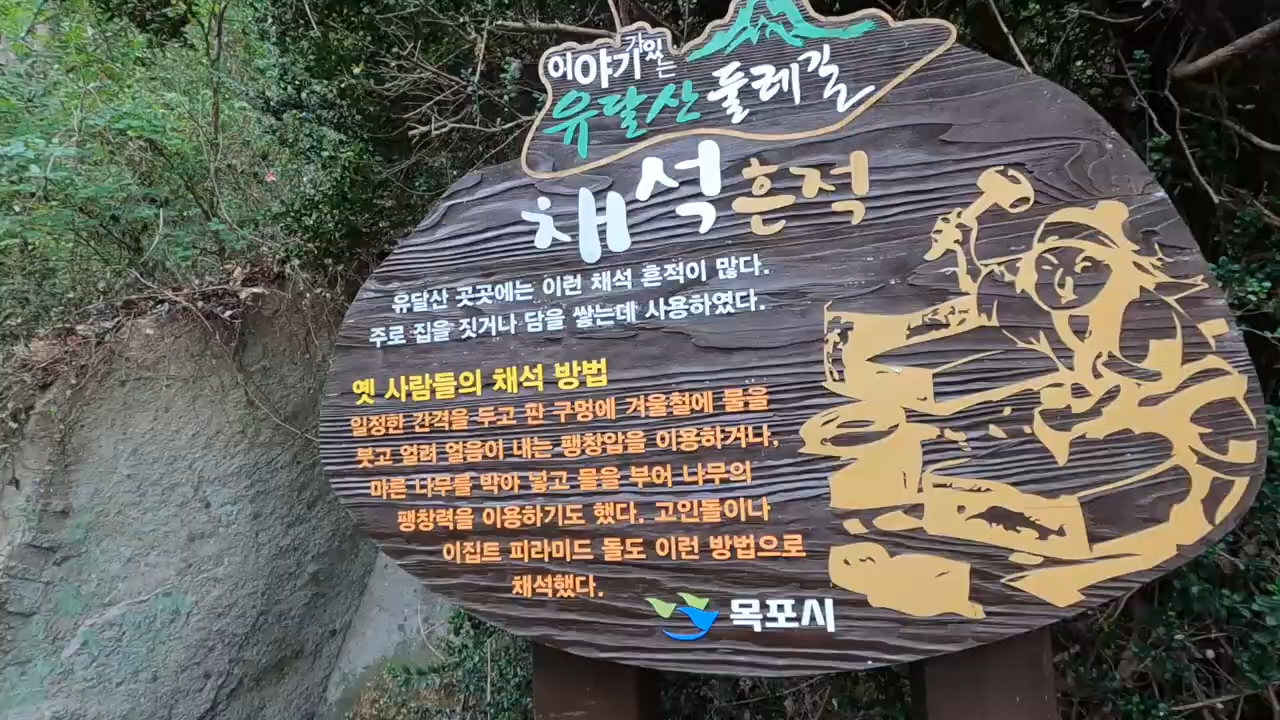 이야기가있는
유달산 둘레길
채석 흔적
유달산 곳곳에는 이런 채석 흔적이 많다.
주로 집을 짓거나 담을 쌓는데 사용하였다.
옛 사람들의 채석 방법
일정한 간격을 두고 판 구멍에 겨울철에 물을
붓고 얼려 얼음이 내는 팽창압을 이용하거나,
마른 나무를 박아 넣고 물을 부어 나무의
팽창력을 이용하기도 했다. 고인돌이나
이집트 피라미드 돌도 이런 방법으로
채석했다.
목포시